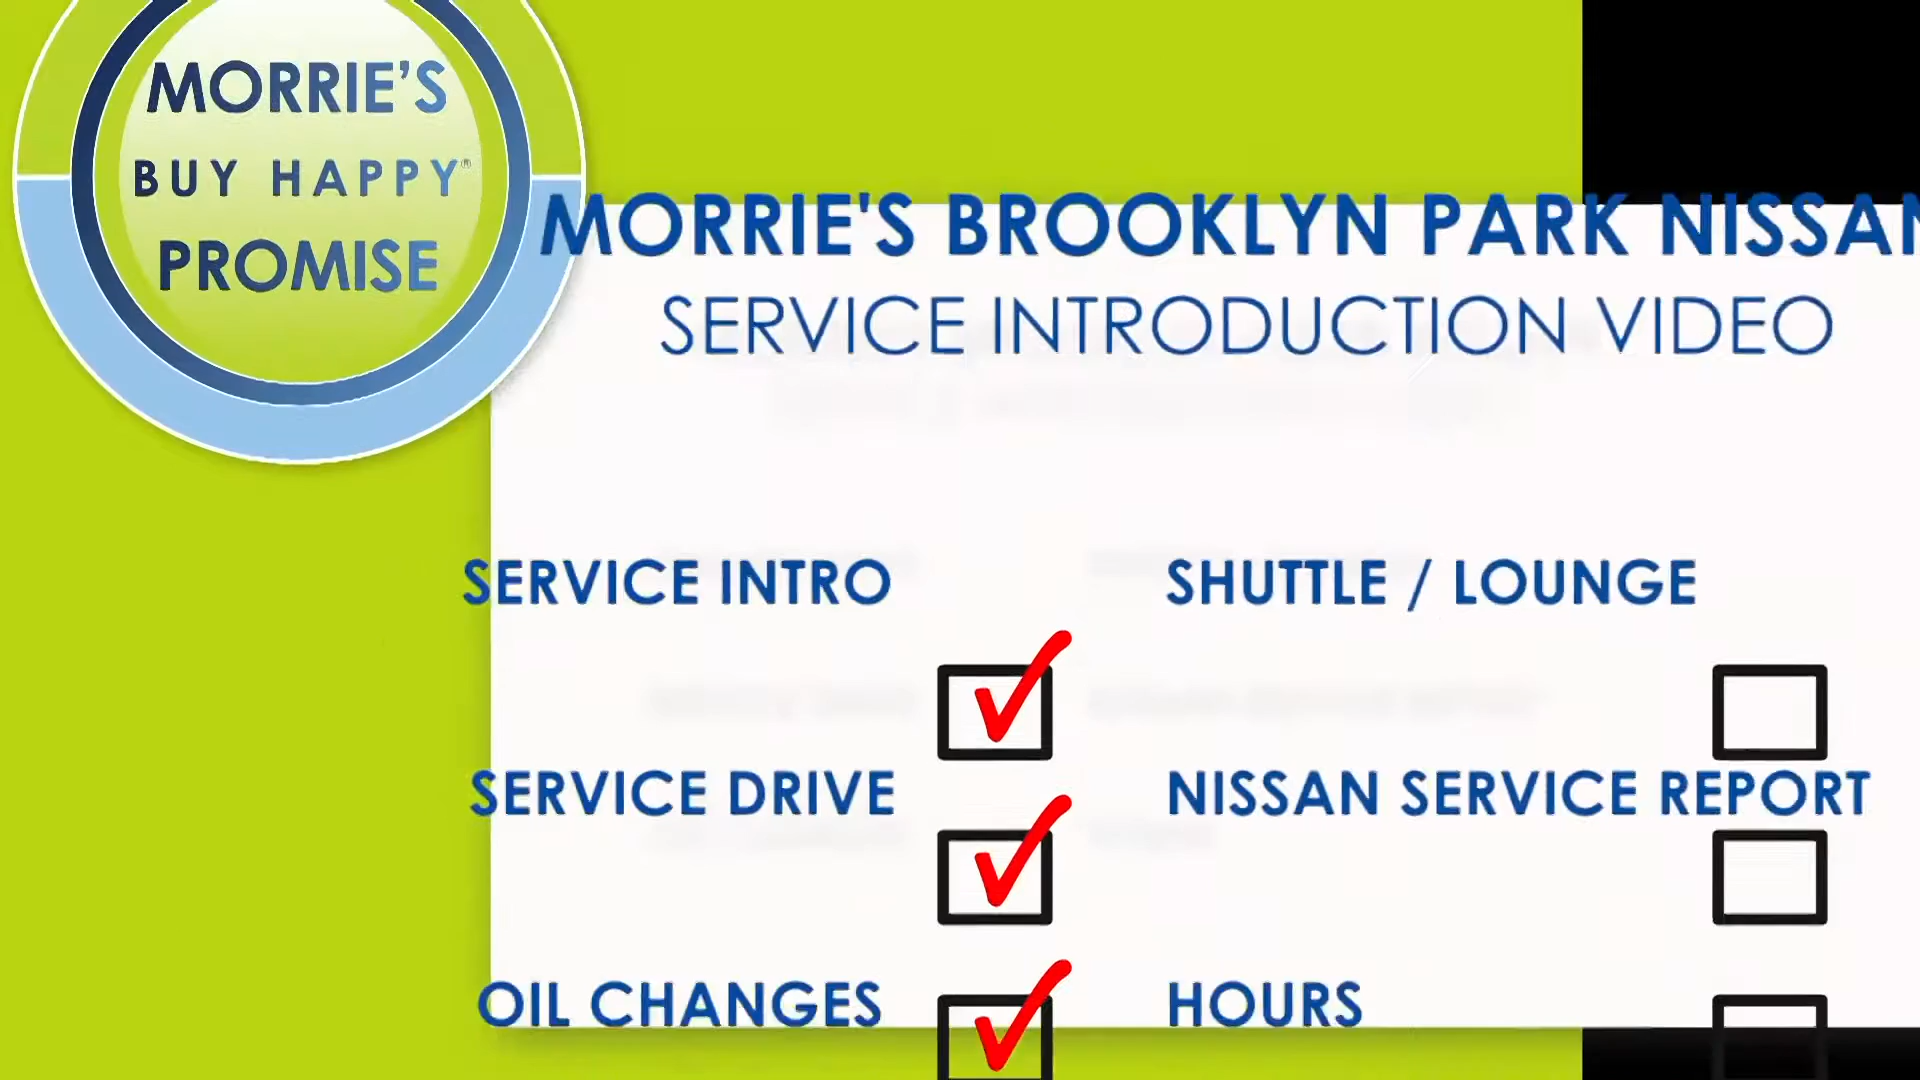 MORRIE'S
BUY HAPPY®
PROMISE
MORRIE'S BROOKLYN PARK NISSAN
SERVICE INTRODUCTION VIDEO
SERVICE INTRO
SHUTTLE / LOUNGE
SERVICE DRIVE
NISSAN SERVICE REPORT
OIL CHANGES
HOURS